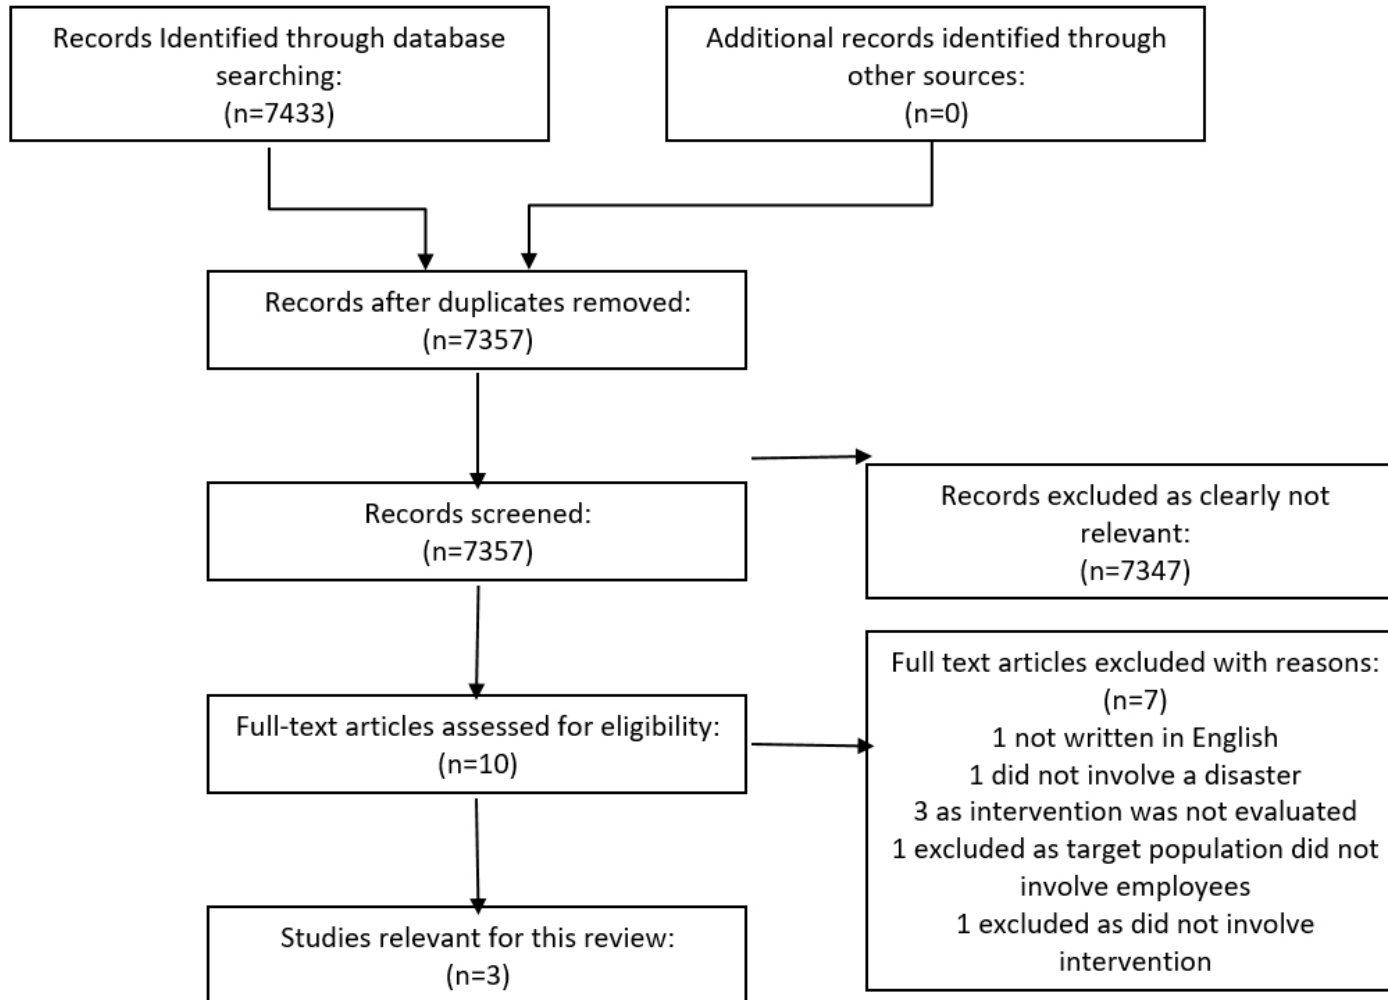 Records Identified through database
searching:
(n=7433)
Additional records identified through
other sources:
(n=0)
Records after duplicates removed:
(n=7357)
Records screened:
(n=7357)
Records excluded as clearly not
relevant:
(n=7347)
Full-text articles assessed for eligibility:
(n=10)
Full text articles excluded with reasons:
(n=7)
1 not written in English
1 did not involve a disaster
3 as intervention was not evaluated
1 excluded as target population did not
involve employees
1 excluded as did not involve
intervention
Studies relevant for this review:
(n=3)